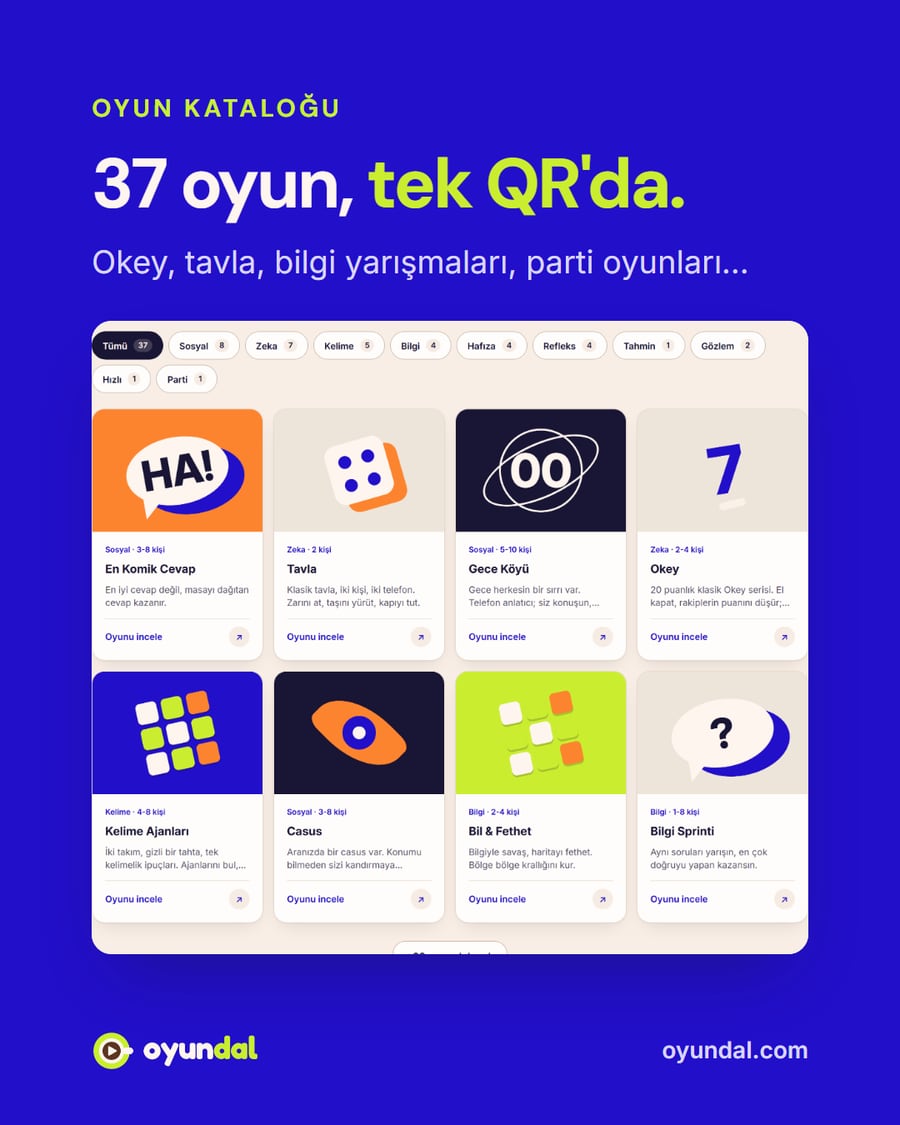 OYUN KATALOĞU
37 oyun, tek QR'da.
Okey, tavla, bilgi yarışmaları, parti oyunları...
Tümü 37 Sosyal 8 Zeka 7 Kelime 5 Bilgi 4 Hafıza 4 Refleks 4 Tahmin 1 Gözlem 2
Hızlı 1 Parti 1
HA!
Sosyal · 3-8 kişi
En Komik Cevap
En iyi cevap değil, masayı dağıtan
cevap kazanır.
Oyunu incele
Zeka · 2 kişi
Tavla
Klasik tavla, iki kişi, iki telefon.
Zarını at, taşını yürüt, kapıyı tut.
Oyunu incele
00
Sosyal · 5-10 kişi
Gece Köyü
Gece herkesin bir sırrı var.
Telefon anlatıcı; siz konuşun,...
Oyunu incele
7
Zeka · 2-4 kişi
Okey
20 puanlık klasik Okey serisi. El
kapat, rakiplerin puanını düşür;...
Oyunu incele
Kelime · 4-8 kişi
Kelime Ajanları
İki takım, gizli bir tahta, tek
kelimelik ipuçları. Ajanlarını bul,...
Oyunu incele
Sosyal · 3-8 kişi
Casus
Aranızda bir casus var. Konumu
bilmeden sizi kandırmaya...
Oyunu incele
Bilgi · 2-4 kişi
Bil & Fethet
Bilgiyle savaş, haritayı fethet.
Bölge bölge krallığını kur.
Oyunu incele
?
Bilgi · 1-8 kişi
Bilgi Sprinti
Aynı soruları yarışın, en çok
doğruyu yapan kazansın.
Oyunu incele
oyundal
oyundal.com